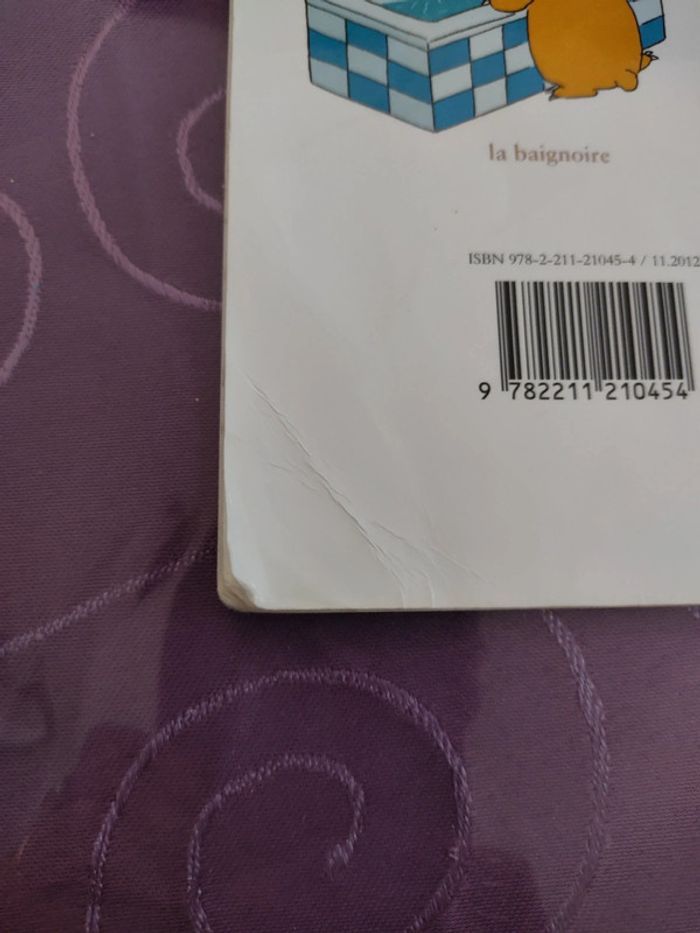 la baignoire
ISBN 978-2-211-21045-4 / 11.2012
9 782211 210454